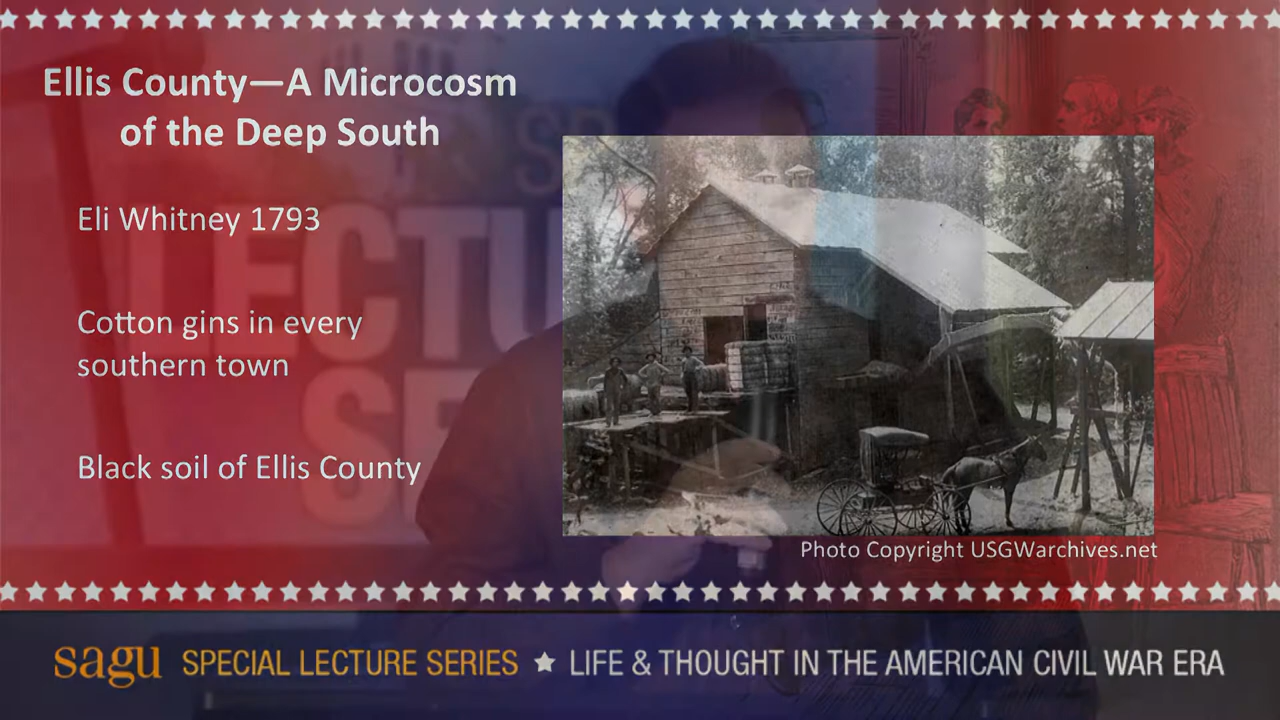 Ellis County—A Microcosm
of the Deep South
Eli Whitney 1793
Cotton gins in every
southern town
Black soil of Ellis County
Photo Copyright USGWarchives.net
sagu SPECIAL LECTURE SERIES ★ LIFE & THOUGHT IN THE AMERICAN CIVIL WAR ERA